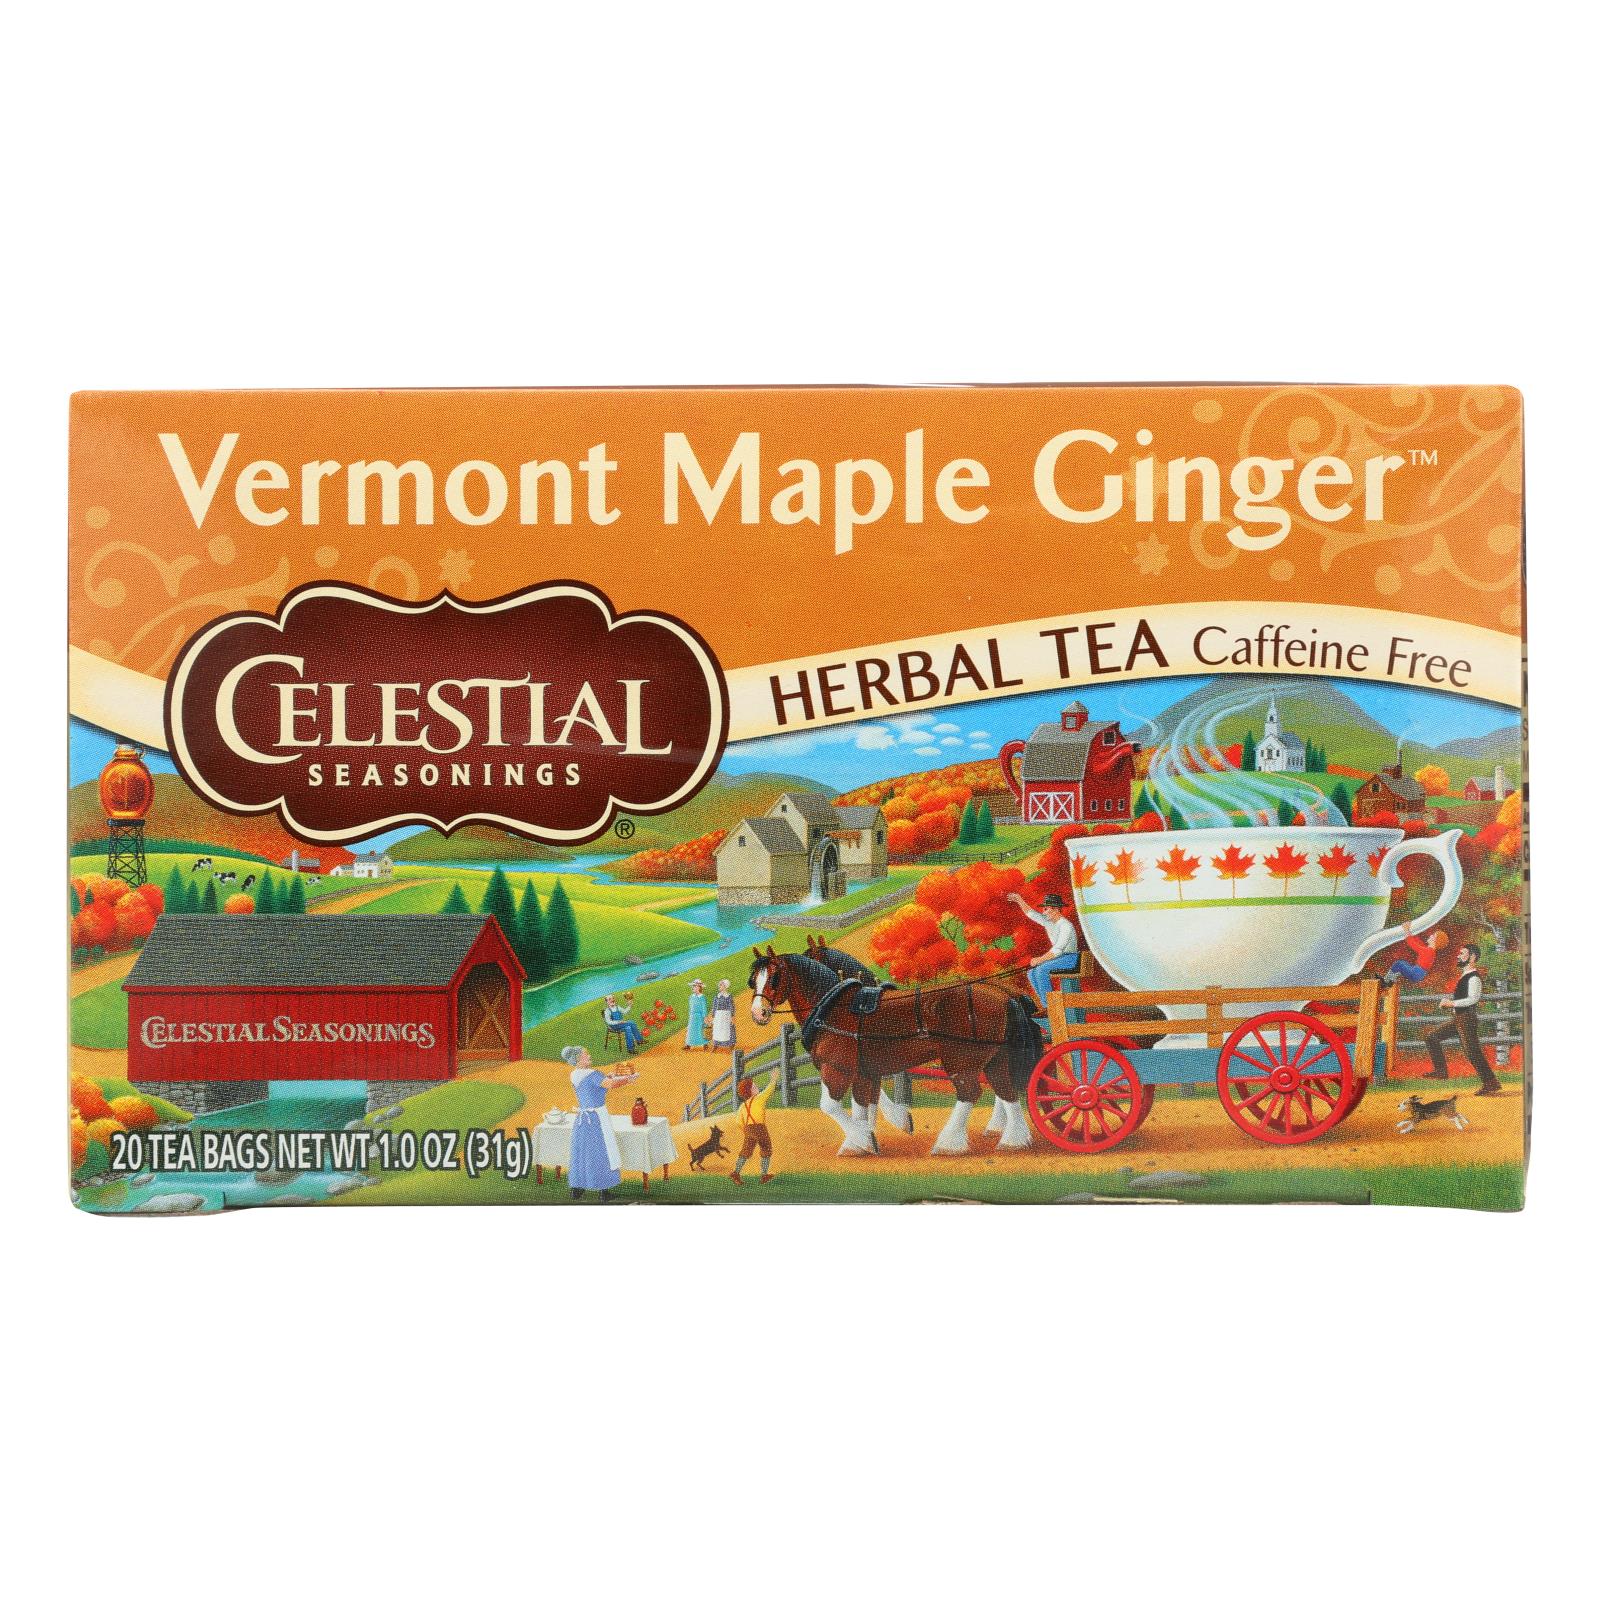 Vermont Maple Ginger™
HERBAL TEA Caffeine Free
CELESTIAL
SEASONINGS
®
CELESTIAL SEASONINGS
20 TEA BAGS NET WT 1.0 OZ (31g)